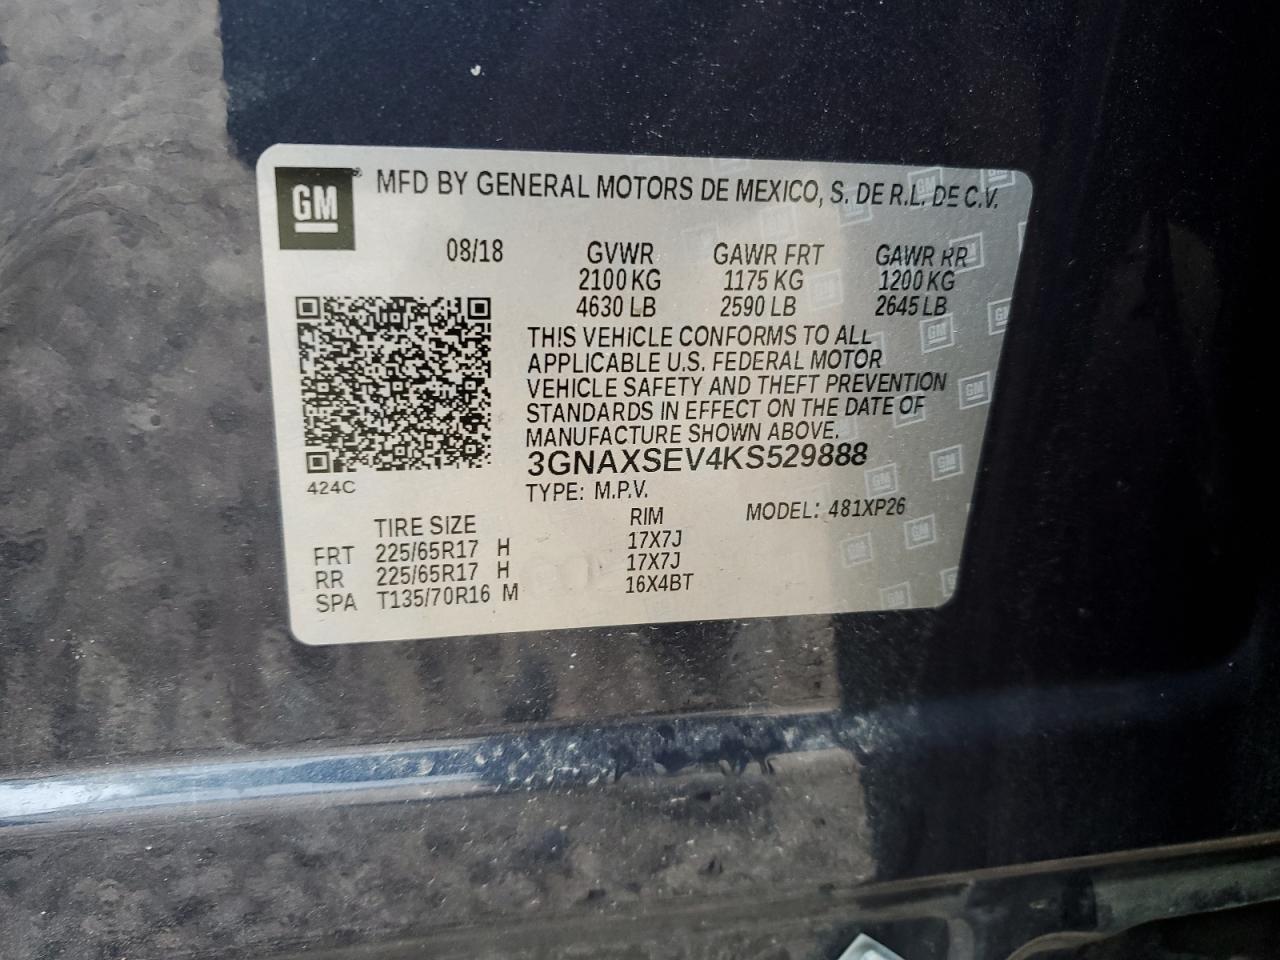 GM® MFD BY GENERAL MOTORS DE MEXICO, S. DE R.L. DE C.V.
08/18 GVWR GAWR FRT GAWR RR
2100 KG 1175 KG 1200 KG
4630 LB 2590 LB 2645 LB
THIS VEHICLE CONFORMS TO ALL
APPLICABLE U.S. FEDERAL MOTOR
VEHICLE SAFETY AND THEFT PREVENTION
STANDARDS IN EFFECT ON THE DATE OF
MANUFACTURE SHOWN ABOVE.
3GNAXSEV4KS529888
424C
TYPE: M.P.V. MODEL: 481XP26
TIRE SIZE RIM
FRT 225/65R17 H 17X7J
RR 225/65R17 H 17X7J
SPA T135/70R16 M 16X4BT